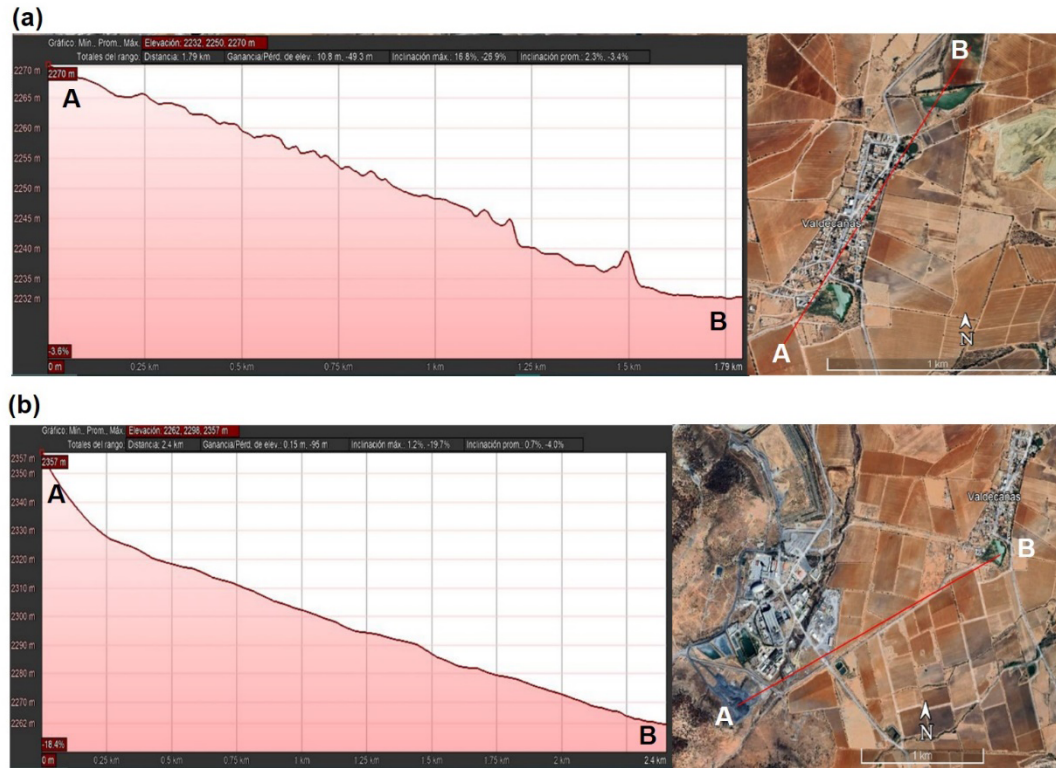 (a)
Gráfico: Mín., Prom., Máx. Elevación: 2232, 2250, 2270 m
Totales del rango: Distancia: 1.79 km Ganancia/Pérd. de elev.: 10.8 m, -49.3 m Inclinación máx.: 16.8%, -26.9% Inclinación prom.: 2.3%, -3.4%
2270 m
2270 m
A
2265 m
2260 m
2255 m
2250 m
2240 m
2235 m
2232 m
B
-3.6%
0 m 0.25 km 0.5 km 0.75 km 1 km 1.25 km 1.5 km 1.79 km
B
Valdecañas
A
N
1 km
(b)
Gráfico: Mín., Prom., Máx. Elevación: 2262, 2298, 2357 m
Totales del rango: Distancia: 2.4 km Ganancia/Pérd. de elev.: 0.15 m, -95 m Inclinación máx.: 1.2%, -19.7% Inclinación prom.: 0.7%, -4.0%
2357 m
2357 m
2350 m
A
2340 m
2330 m
2320 m
2310 m
2300 m
2290 m
2280 m
2270 m
2262 m
B
-18.4%
0 m 0.25 km 0.5 km 0.75 km 1 km 1.25 km 1.5 km 1.75 km 2 km 2.4 km
Valdecañas
B
A
N
1 km